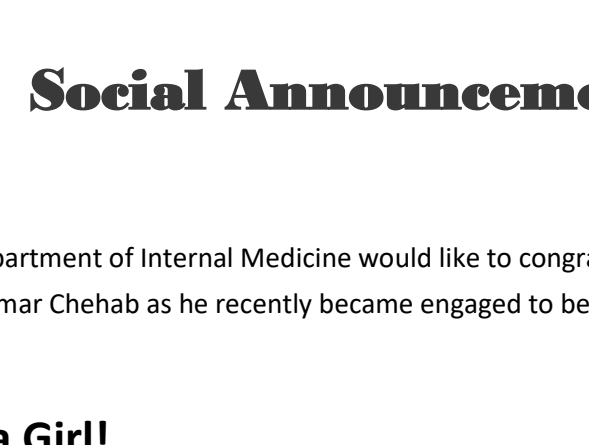 Social Announceme
partment of Internal Medicine would like to congra
mar Chehab as he recently became engaged to be
a Girl!